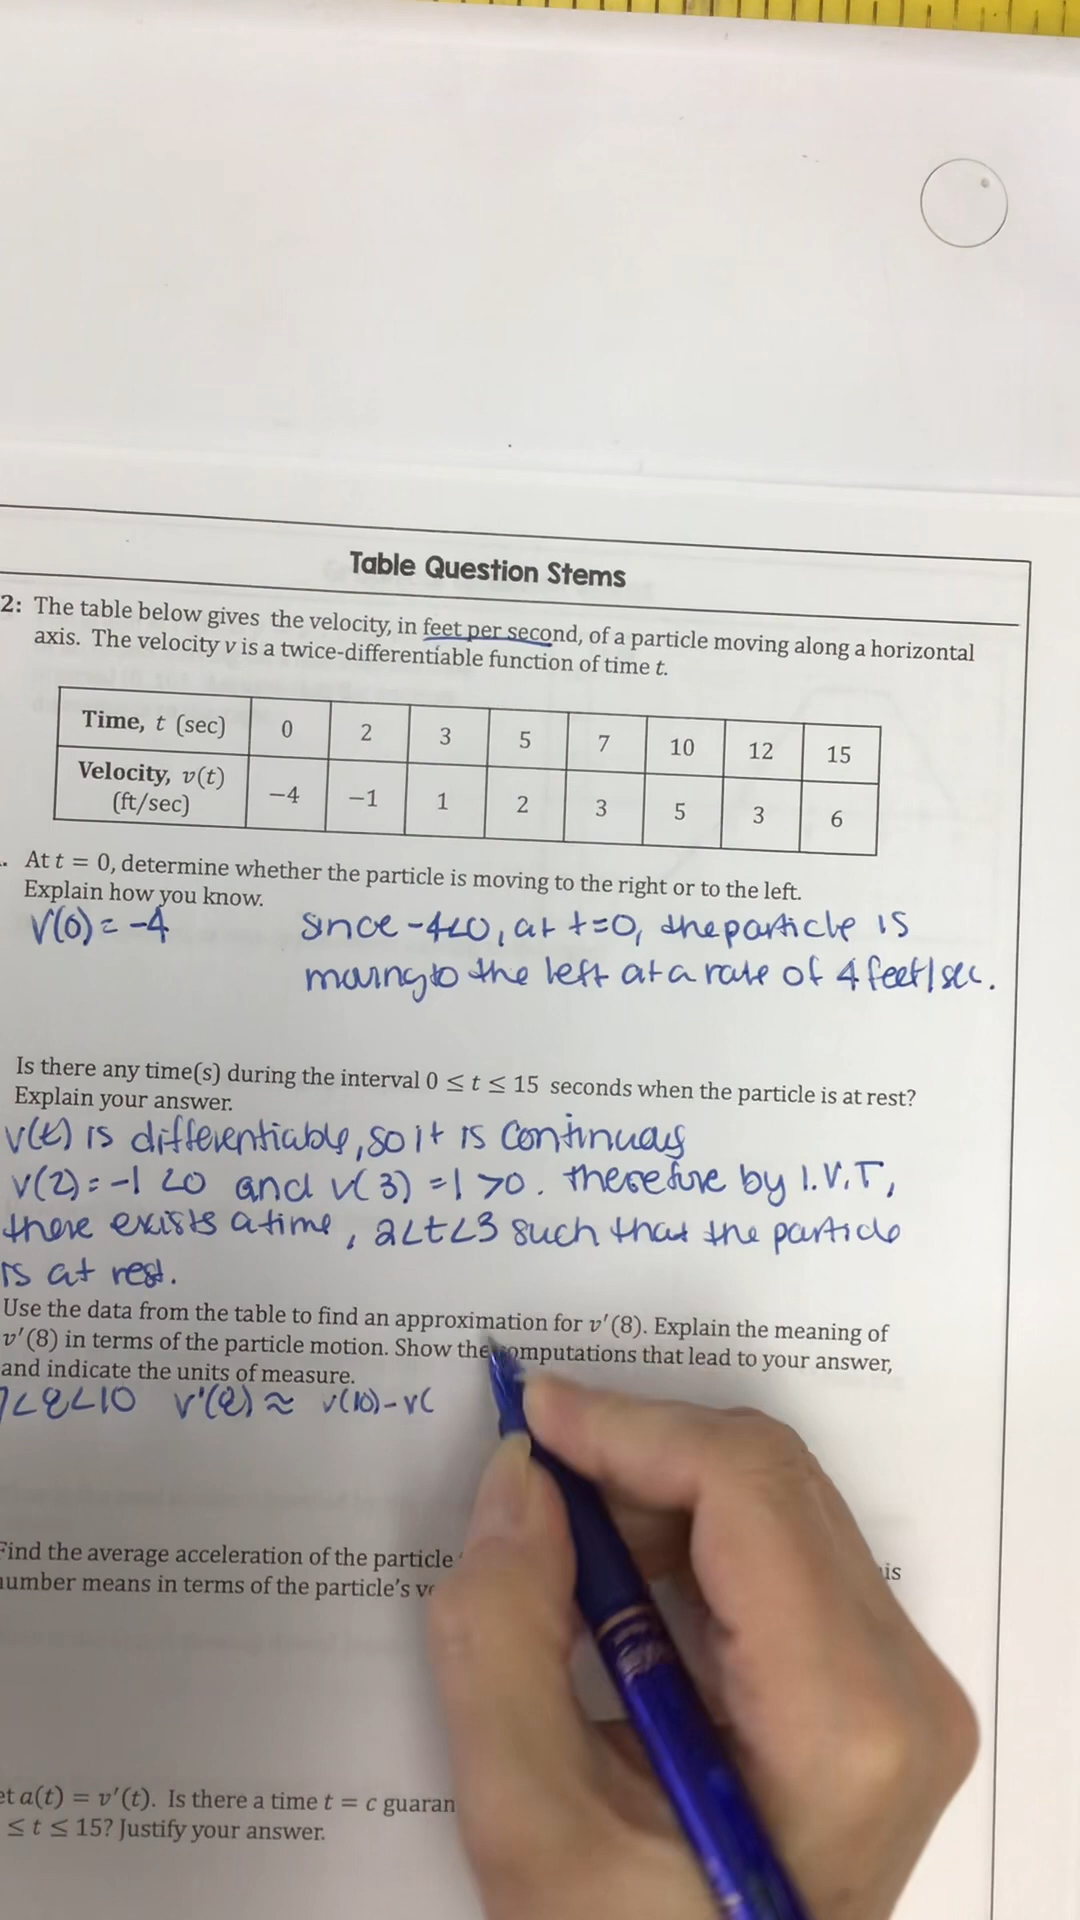 Table Question Stems
2: The table below gives the velocity, in feet per second, of a particle moving along a horizontal
axis. The velocity v is a twice-differentiable function of time t.
Time, t (sec) 0 2 3 5 7 10 12 15
Velocity, v(t)
(ft/sec) −4 −1 1 2 3 5 3 6
. At t = 0, determine whether the particle is moving to the right or to the left.
Explain how you know.
v(0) = -4 since -4<0, at t=0, the particle is
moving to the left at a rate of 4 feet/sec.
Is there any time(s) during the interval 0 ≤ t ≤ 15 seconds when the particle is at rest?
Explain your answer.
v(t) is differentiable, so it is continuous
v(2) = -1 <0 and v(3) = 1 >0. therefore by I.V.T,
there exists a time, 2<t<3 such that the particle
is at rest.
Use the data from the table to find an approximation for v′(8). Explain the meaning of
v′(8) in terms of the particle motion. Show the computations that lead to your answer,
and indicate the units of measure.
7<8<10 v'(8) ≈ v(10)-v(
Find the average acceleration of the particle is
number means in terms of the particle's
et a(t) = v′(t). Is there a time t = c guaran
≤ t ≤ 15? Justify your answer.